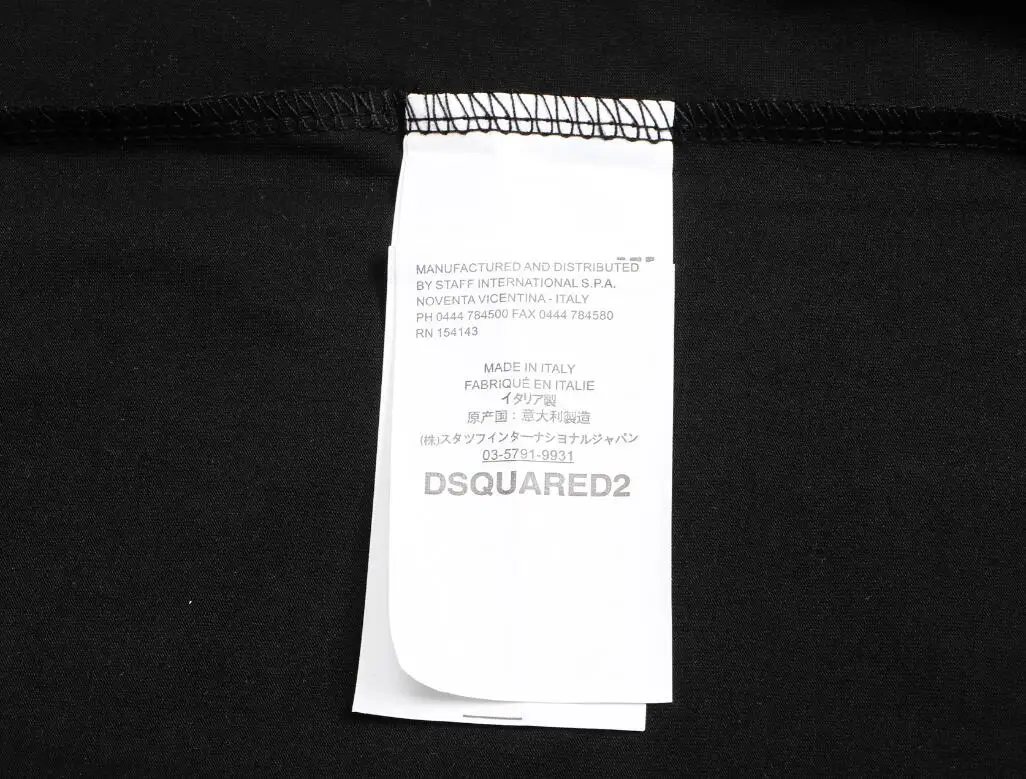 MANUFACTURED AND DISTRIBUTED
BY STAFF INTERNATIONAL S.P.A.
NOVENTA VICENTINA - ITALY
PH 0444 784500 FAX 0444 784580
RN 154143
MADE IN ITALY
FABRIQUÉ EN ITALIE
イタリア製
原产国：意大利製造
(株)スタツフインターナショナルジャパン
03-5791-9931
DSQUARED2